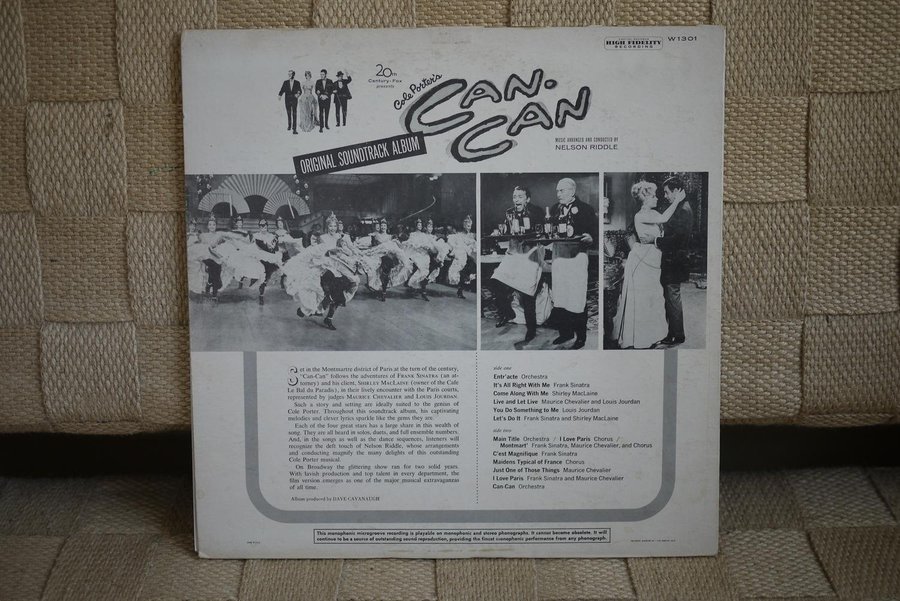 HIGH FIDELITY
RECORDING
W1301
20th
Century-Fox
presents
Cole Porter's
CAN-
CAN
ORIGINAL SOUNDTRACK ALBUM
MUSIC ARRANGED AND CONDUCTED BY
NELSON RIDDLE
Set in the Montmartre district of Paris at the turn of the century,
"Can-Can" follows the adventures of FRANK SINATRA (an at-
torney) and his client, SHIRLEY MACLAINE (owner of the Cafe
Le Bal du Paradis), in their lively encounter with the Paris courts,
represented by judges MAURICE CHEVALIER and LOUIS JOURDAN.
Such a story and setting are ideally suited to the genius of
Cole Porter. Throughout this soundtrack album, his captivating
melodies and clever lyrics sparkle like the gems they are.
Each of the four great stars has a large share in this wealth of
song. They are all heard in solos, duets, and full ensemble numbers.
And, in the songs as well as the dance sequences, listeners will
recognize the deft touch of Nelson Riddle, whose arrangements
and conducting magnify the many delights of this outstanding
Cole Porter musical.
On Broadway the glittering show ran for two solid years.
With lavish production and top talent in every department, the
film version emerges as one of the major musical extravaganzas
of all time.
Album produced by DAVE CAVANAUGH
side one
Entr'acte Orchestra
It's All Right With Me Frank Sinatra
Come Along With Me Shirley MacLaine
Live and Let Live Maurice Chevalier and Louis Jourdan
You Do Something to Me Louis Jourdan
Let's Do It Frank Sinatra and Shirley MacLaine
side two
Main Title Orchestra / I Love Paris Chorus /
Montmart' Frank Sinatra, Maurice Chevalier, and Chorus
C'est Magnifique Frank Sinatra
Maidens Typical of France Chorus
Just One of Those Things Maurice Chevalier
I Love Paris Frank Sinatra and Maurice Chevalier
Can-Can Orchestra
This monophonic microgroove recording is playable on monophonic and stereo phonographs. It cannot become obsolete. It will
continue to be a source of outstanding sound reproduction, providing the finest monophonic performance from any phonograph.